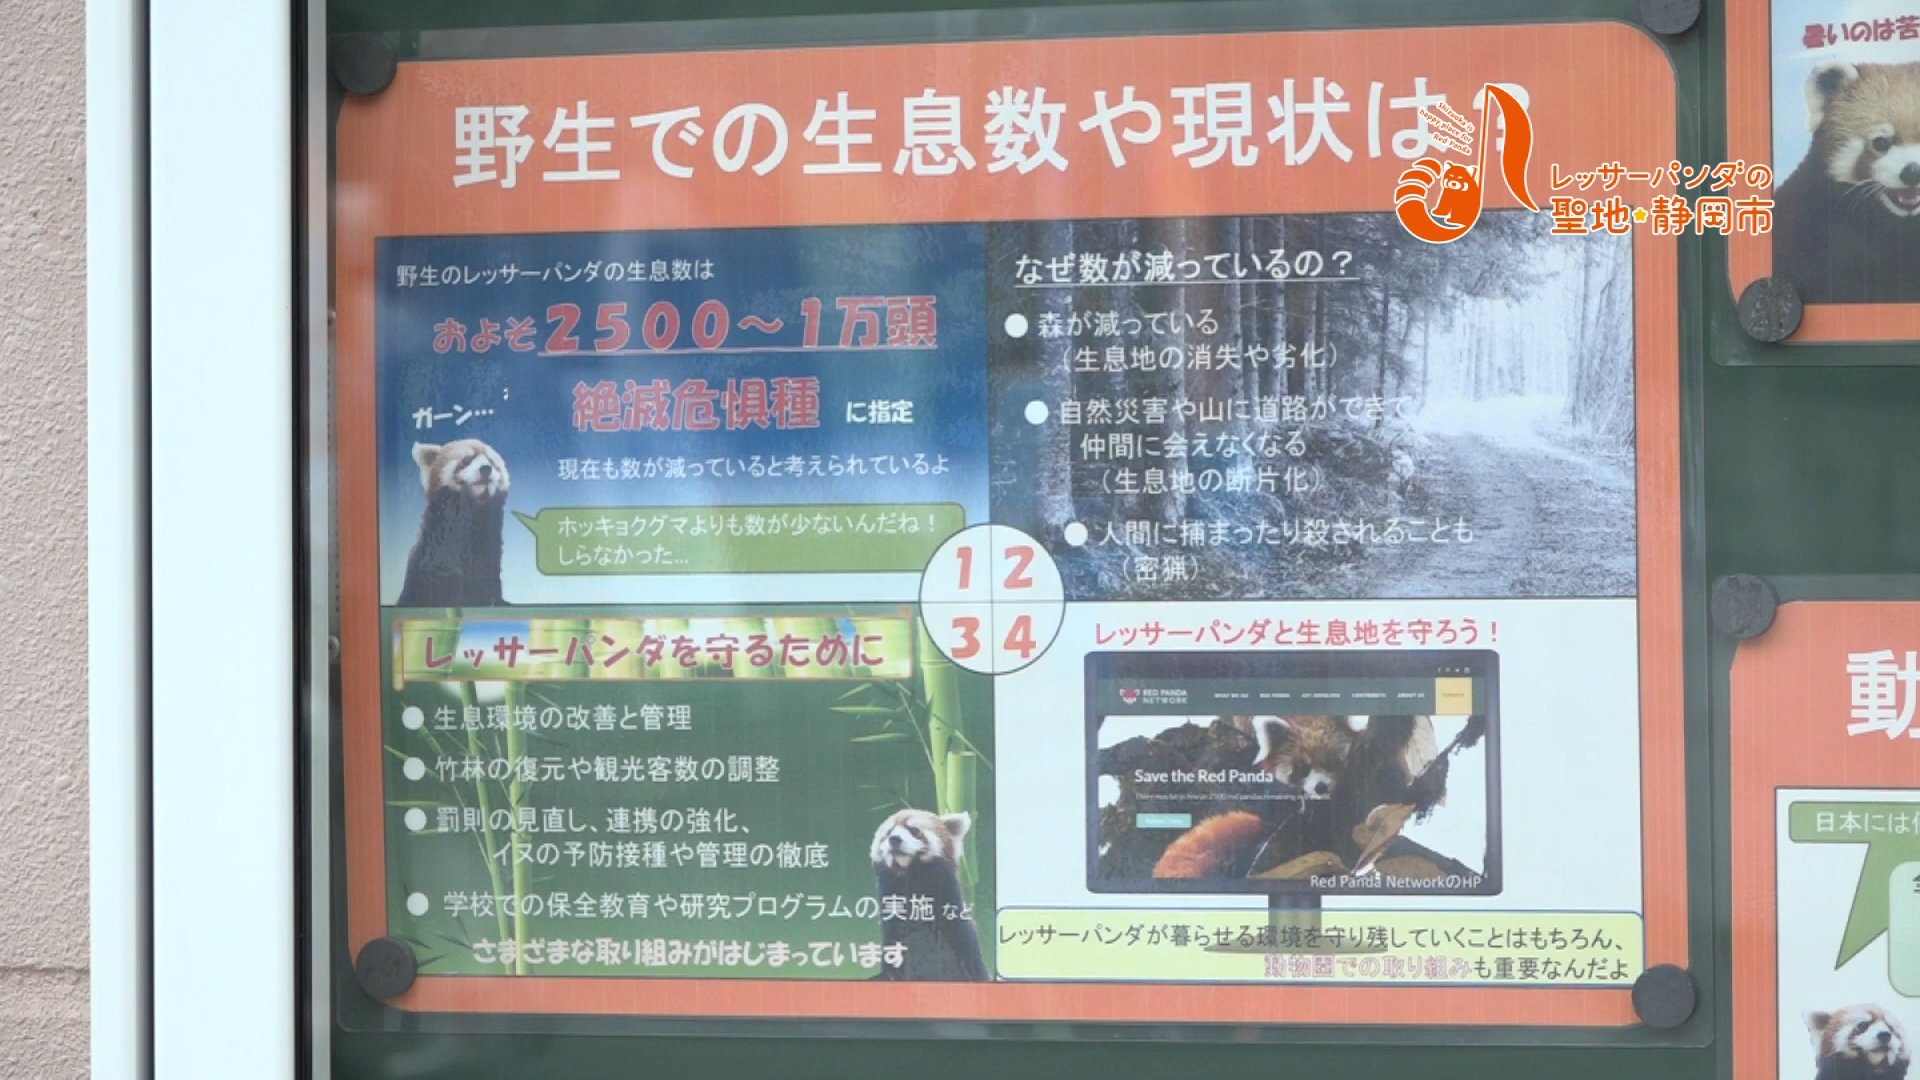 野生での生息数や現状は?
Shizuoka is
happy place for
Red Panda
レッサーパンダの
聖地★静岡市
暑いのは苦
野生のレッサーパンダの生息数は
およそ2500～1万頭
絶滅危惧種 に指定
ガーン…
現在も数が減っていると考えられているよ
ホッキョクグマよりも数が少ないんだね！
しらなかった…
なぜ数が減っているの？
● 森が減っている
（生息地の消失や劣化）
● 自然災害や山に道路ができて
仲間に会えなくなる
（生息地の断片化）
● 人間に捕まったり殺されることも
（密猟）
1 2
3 4
レッサーパンダを守るために
● 生息環境の改善と管理
● 竹林の復元や観光客数の調整
● 罰則の見直し、連携の強化、
イヌの予防接種や管理の徹底
● 学校での保全教育や研究プログラムの実施 など
さまざまな取り組みがはじまっています
レッサーパンダと生息地を守ろう！
RED PANDA
NETWORK
WHAT WE DO RED PANDA GET INVOLVED CONTRIBUTE ABOUT US
Save the Red Panda
Red Panda NetworkのHP
レッサーパンダが暮らせる環境を守り残していくことはもちろん、
動物園での取り組みも重要なんだよ
動
日本には